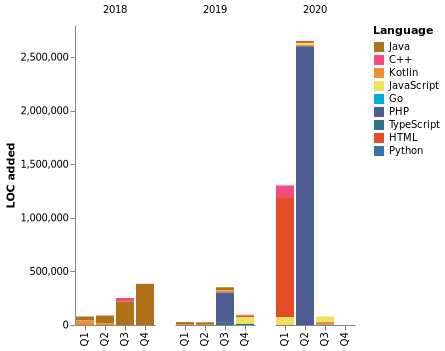 2018 2019 2020
Language
Java
C++
Kotlin
JavaScript
Go
PHP
TypeScript
HTML
Python
LOC added
2,500,000
2,000,000
1,500,000
1,000,000
500,000
0
Q1 Q2 Q3 Q4 Q1 Q2 Q3 Q4 Q1 Q2 Q3 Q4